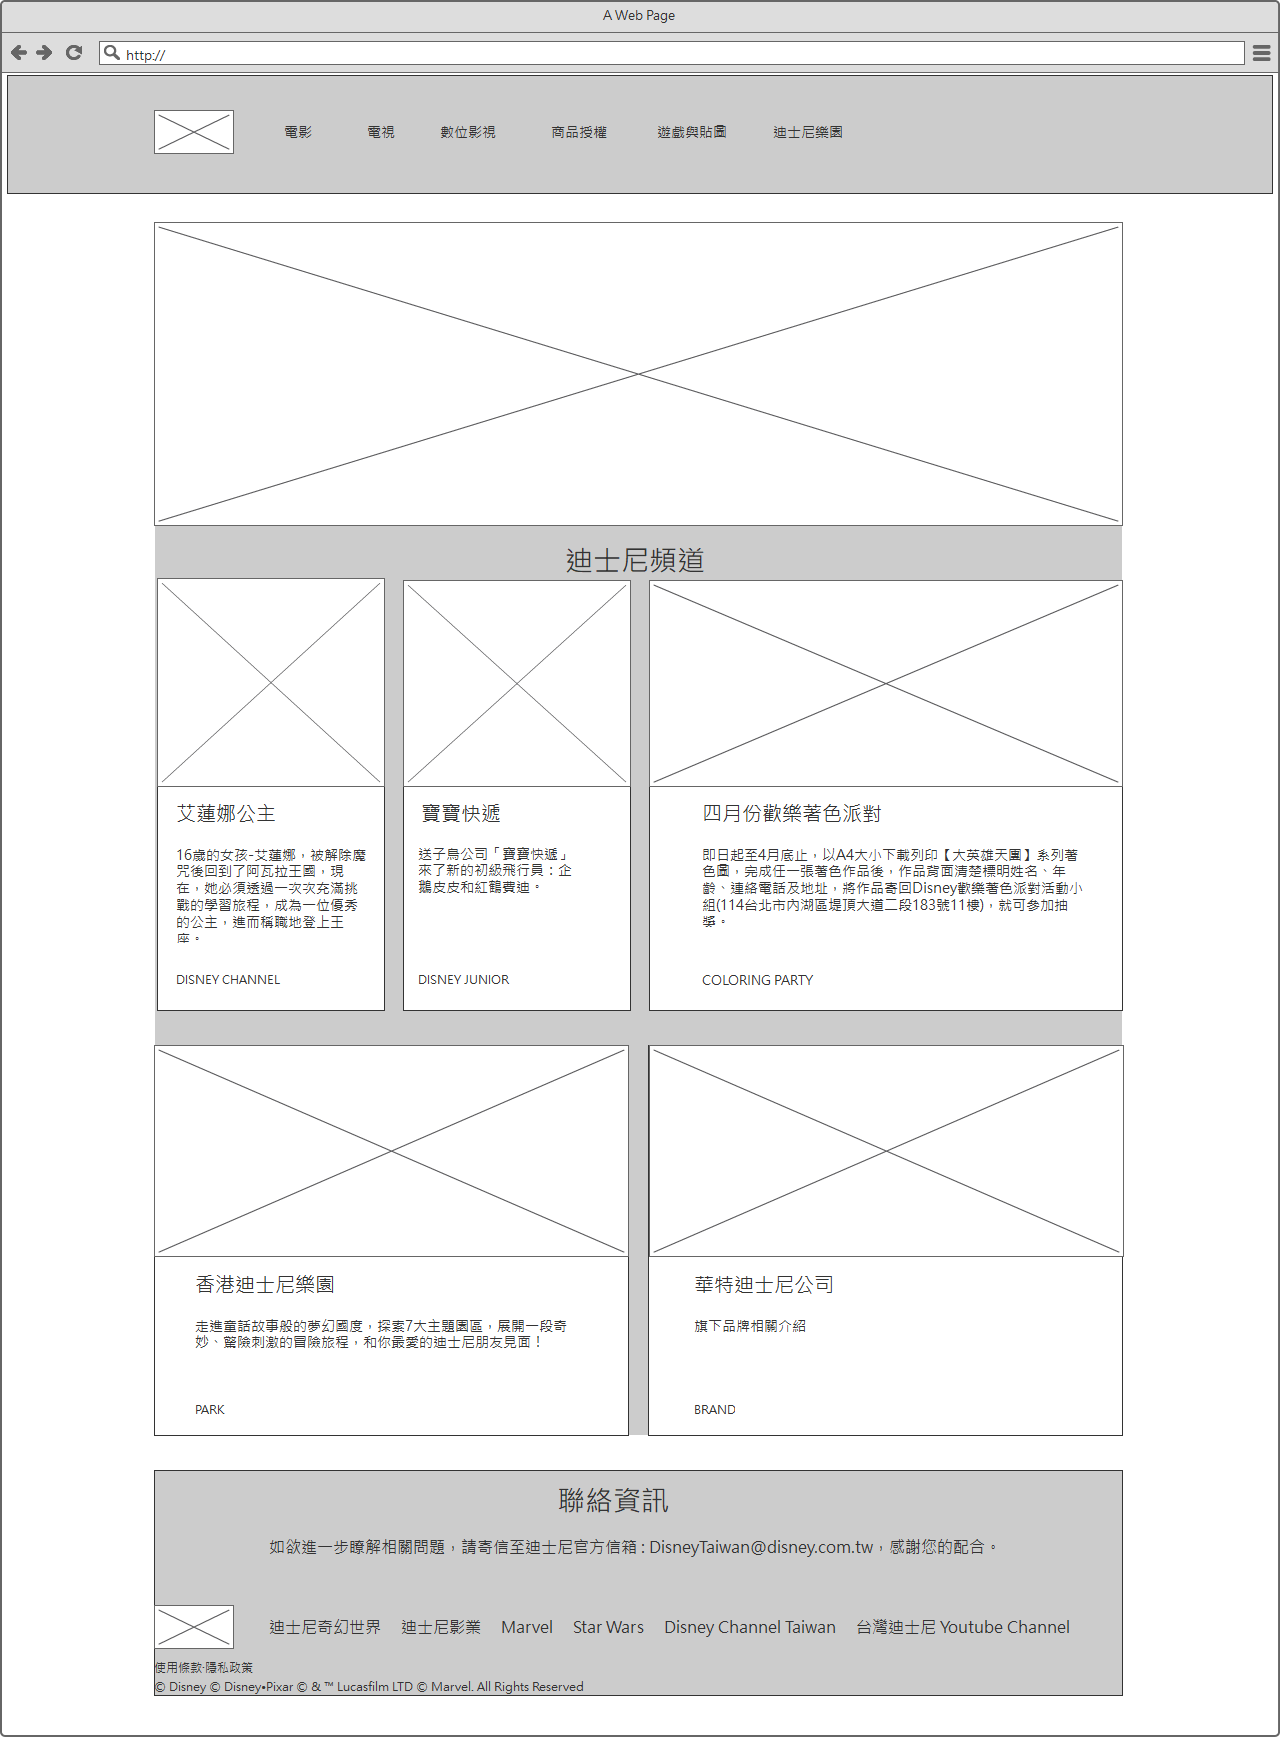 A Web Page
http://
電影 電視 數位影視 商品授權 遊戲與貼圖 迪士尼樂園
迪士尼頻道
艾蓮娜公主
16歲的女孩-艾蓮娜，被解除魔
咒後回到了阿瓦拉王國，現
在，她必須透過一次次充滿挑
戰的學習旅程，成為一位優秀
的公主，進而稱職地登上王
座。
DISNEY CHANNEL
寶寶快遞
送子鳥公司「寶寶快遞」
來了新的初級飛行員：企
鵝皮皮和紅鶴費迪。
DISNEY JUNIOR
四月份歡樂著色派對
即日起至4月底止，以A4大小下載列印【大英雄天團】系列著
色圖，完成任一張著色作品後，作品背面清楚標明姓名、年
齡、連絡電話及地址，將作品寄回Disney歡樂著色派對活動小
組(114台北市內湖區堤頂大道二段183號11樓)，就可參加抽
獎。
COLORING PARTY
香港迪士尼樂園
走進童話故事般的夢幻國度，探索7大主題園區，展開一段奇
妙、驚險刺激的冒險旅程，和你最愛的迪士尼朋友見面！
PARK
華特迪士尼公司
旗下品牌相關介紹
BRAND
聯絡資訊
如欲進一步瞭解相關問題，請寄信至迪士尼官方信箱 : DisneyTaiwan@disney.com.tw，感謝您的配合。
迪士尼奇幻世界 迪士尼影業 Marvel Star Wars Disney Channel Taiwan 台灣迪士尼 Youtube Channel
使用條款·隱私政策
© Disney © Disney•Pixar © & ™ Lucasfilm LTD © Marvel. All Rights Reserved